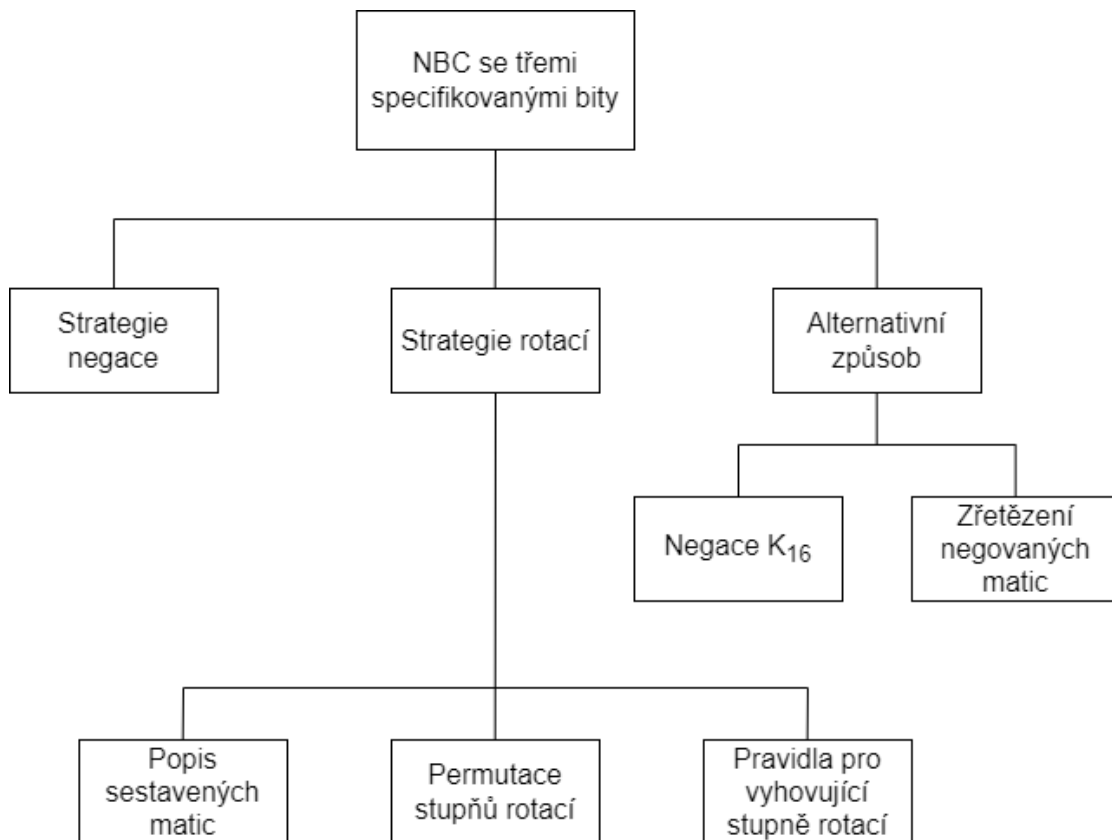 NBC se třemi
specifikovanými bity
Strategie
negace
Strategie rotací
Alternativní
způsob
Negace K₁₆
Zřetězení
negovaných
matic
Popis
sestavených
matic
Permutace
stupňů rotací
Pravidla pro
vyhovující
stupně rotací